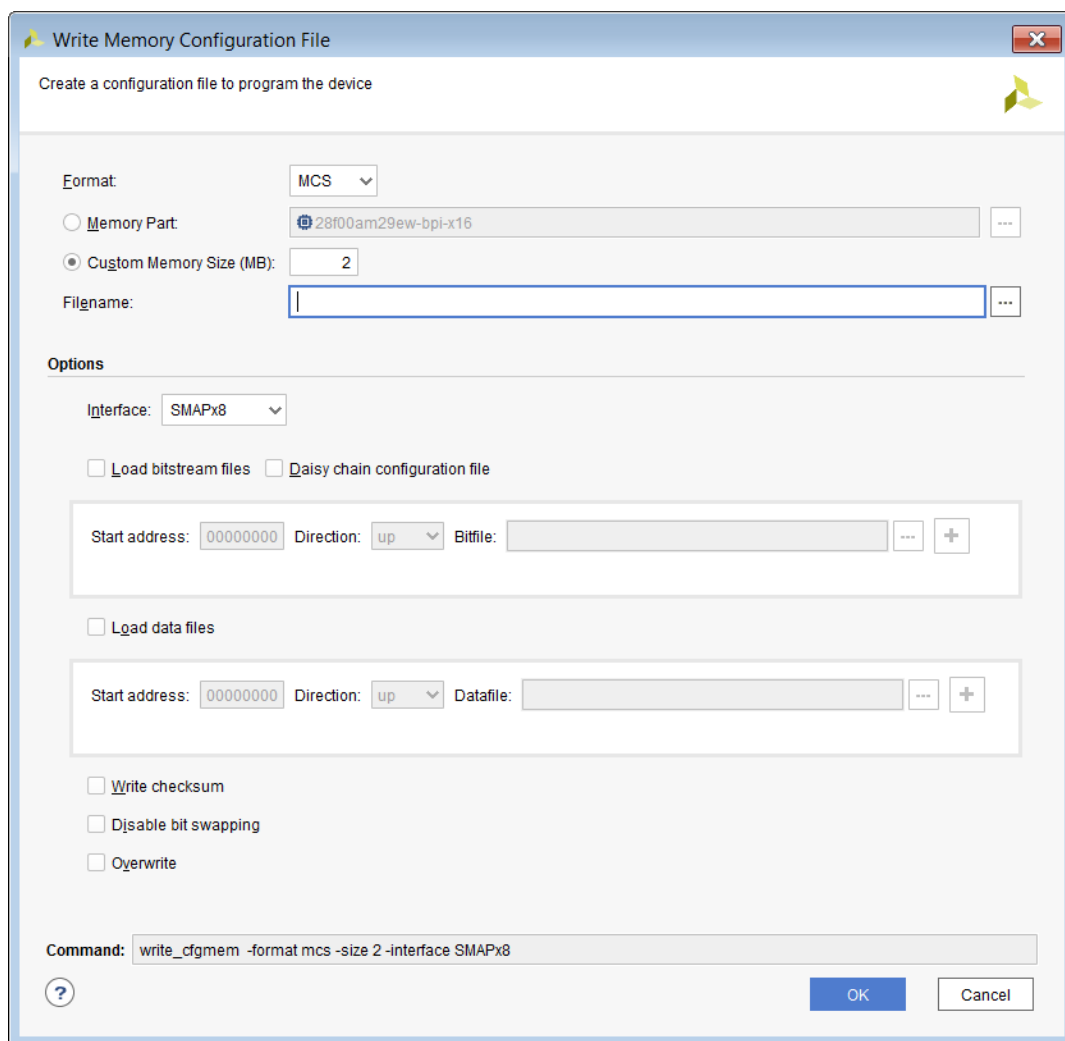 Write Memory Configuration File
Create a configuration file to program the device
Format: MCS
Memory Part: 28f00am29ew-bpi-x16 ...
Custom Memory Size (MB): 2
Filename: ...
Options
Interface: SMAPx8
Load bitstream files Daisy chain configuration file
Start address: 00000000 Direction: up Bitfile: ... +
Load data files
Start address: 00000000 Direction: up Datafile: ... +
Write checksum
Disable bit swapping
Overwrite
Command: write_cfgmem -format mcs -size 2 -interface SMAPx8
? OK Cancel